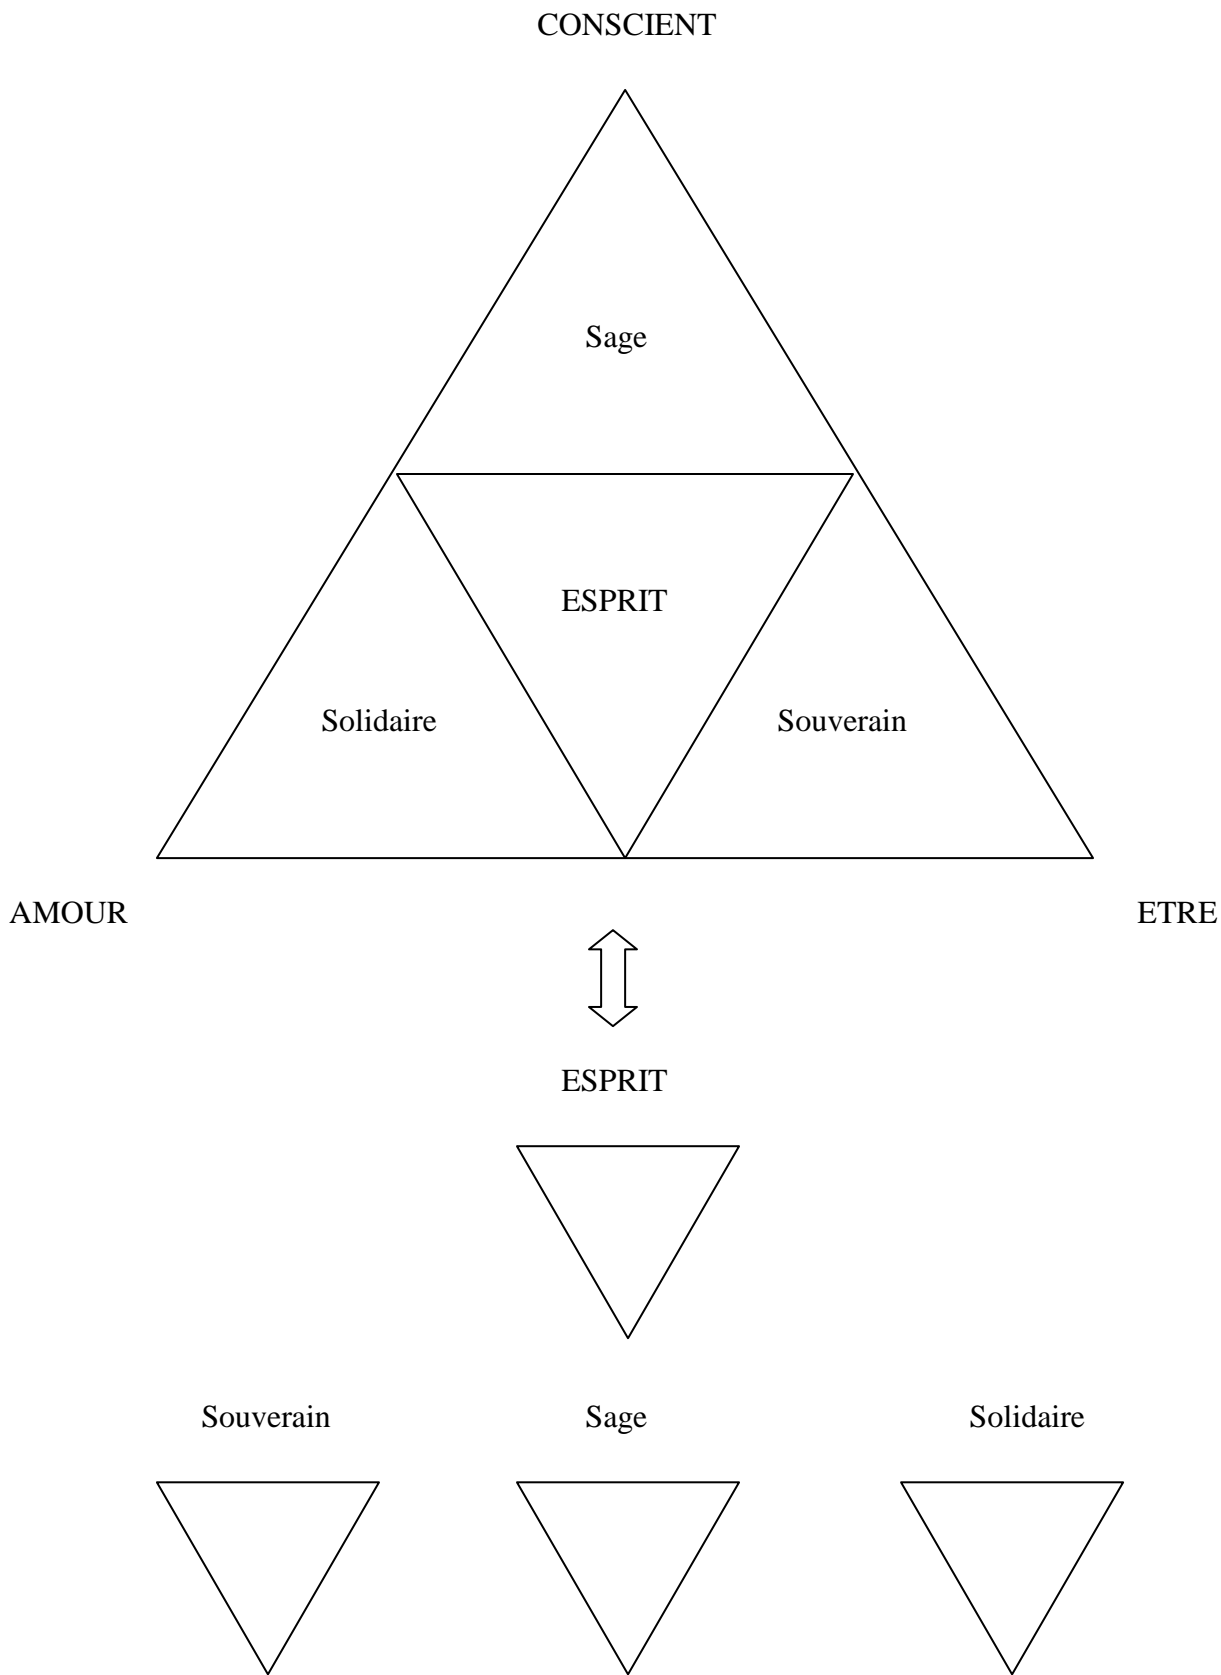 CONSCIENT
Sage
ESPRIT
Solidaire Souverain
AMOUR ETRE
ESPRIT
Souverain Sage Solidaire